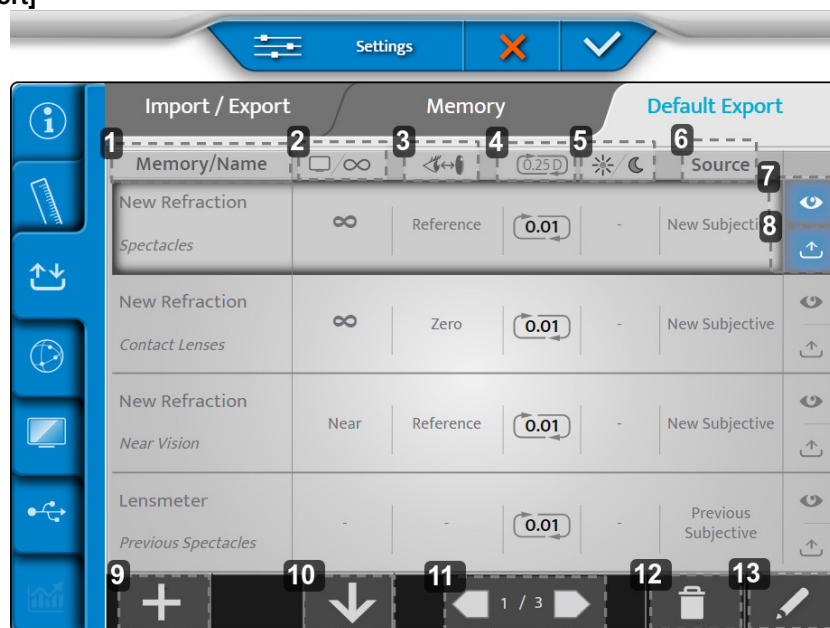 ort]
Settings
Import / Export Memory Default Export
1 2 3 4 5 6
Memory/Name 0.25 D Source
7
New Refraction
Spectacles
∞ Reference 0.01 - New Subjecti
8
New Refraction
Contact Lenses
∞ Zero 0.01 - New Subjective
New Refraction
Near Vision
Near Reference 0.01 - New Subjective
Lensmeter
Previous Spectacles
- - 0.01 - Previous
Subjective
9 10 11 12 13
1 / 3